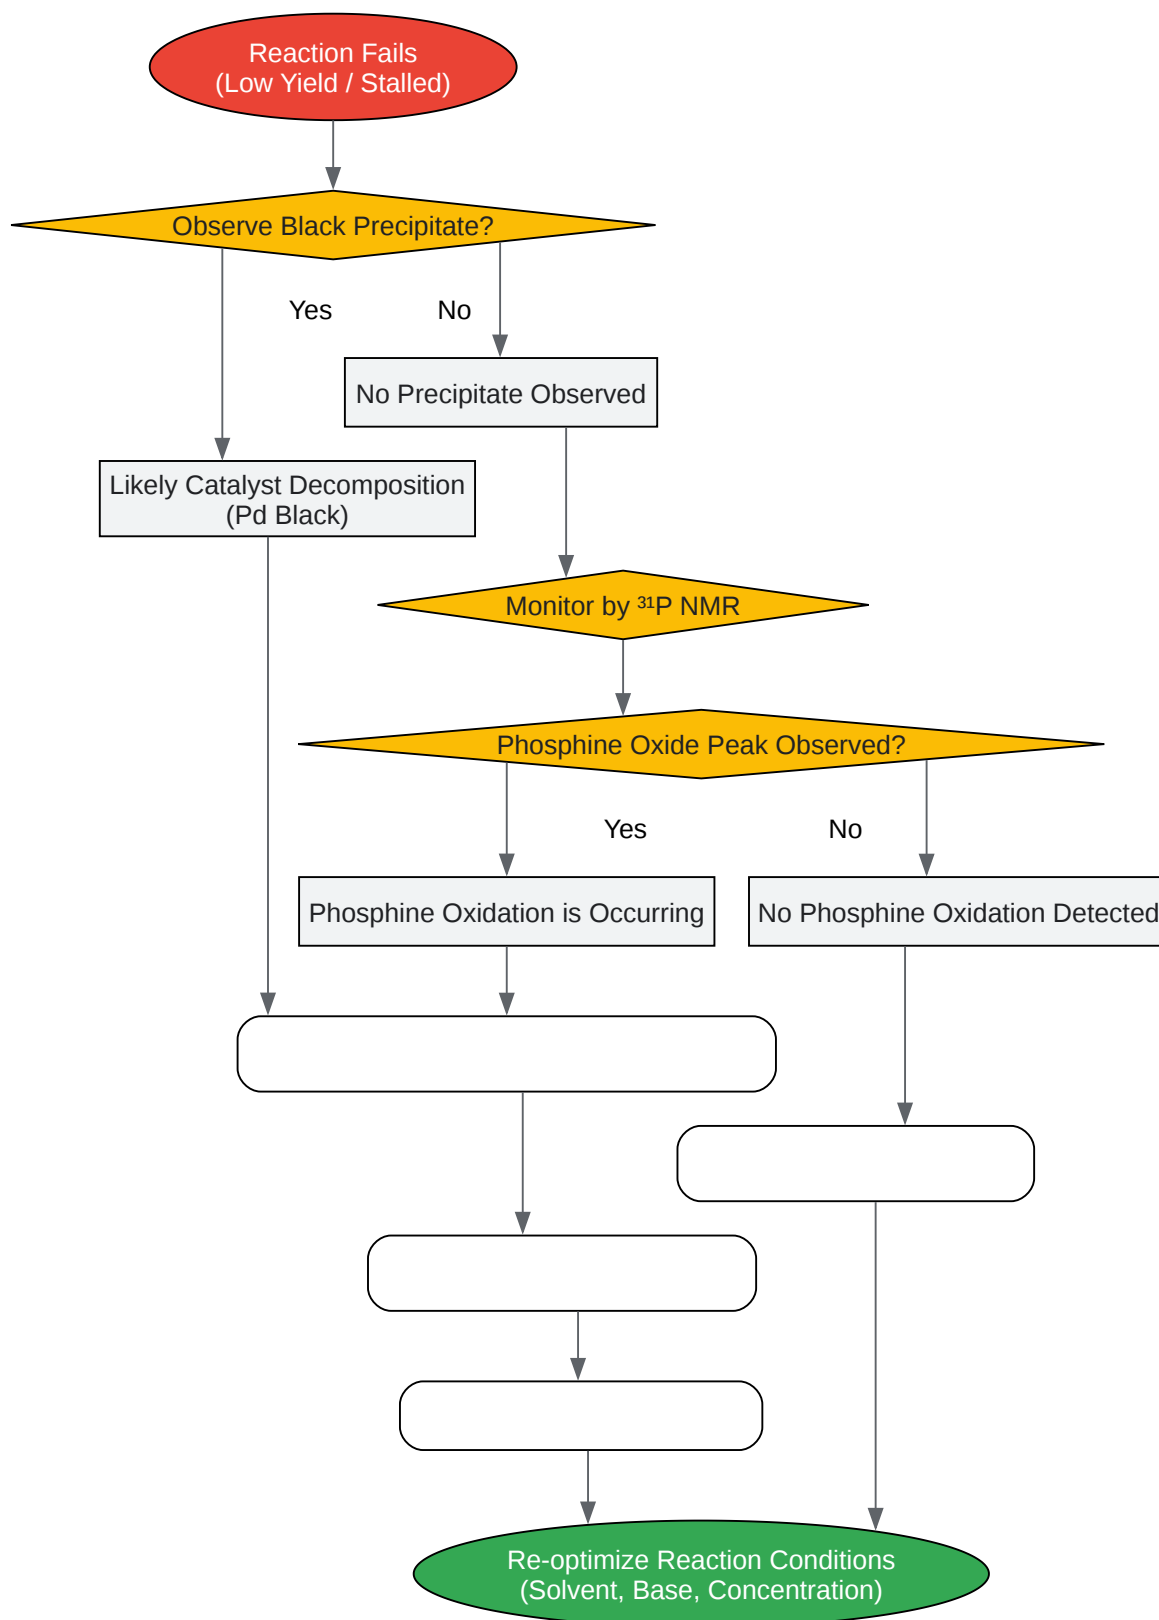 Reaction Fails
(Low Yield / Stalled)
Observe Black Precipitate?
Yes
No
No Precipitate Observed
Likely Catalyst Decomposition
(Pd Black)
Monitor by ³¹P NMR
Phosphine Oxide Peak Observed?
Yes
No
Phosphine Oxidation is Occurring
No Phosphine Oxidation Detected
Re-optimize Reaction Conditions
(Solvent, Base, Concentration)